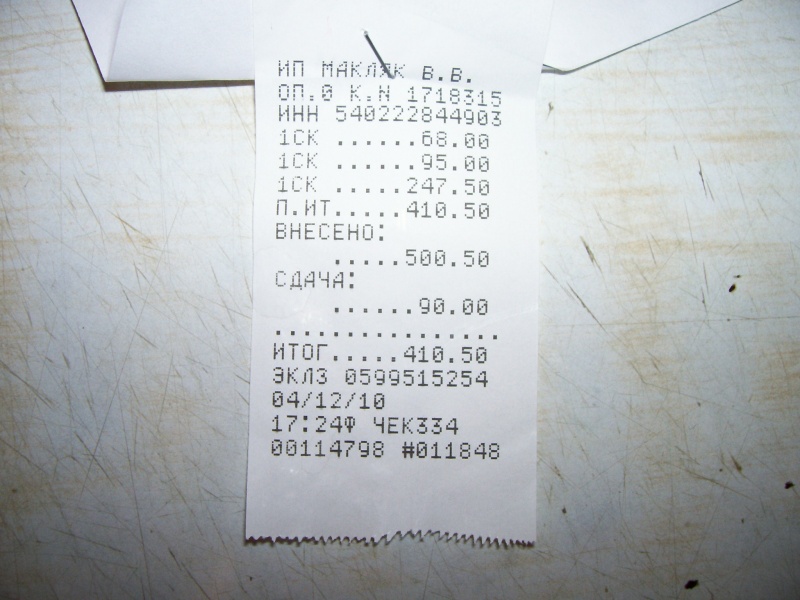 ИП МАКЛЯК В.В.
ОП.0 К.N 1718315
ИНН 540222844903
1СК ......68.00
1СК ......95.00
1СК .....247.50
П.ИТ.....410.50
ВНЕСЕНО:
.....500.50
СДАЧА:
......90.00
................
ИТОГ.....410.50
ЭКЛЗ 0599515254
04/12/10
17:24Ф ЧЕК334
00114798 #011848